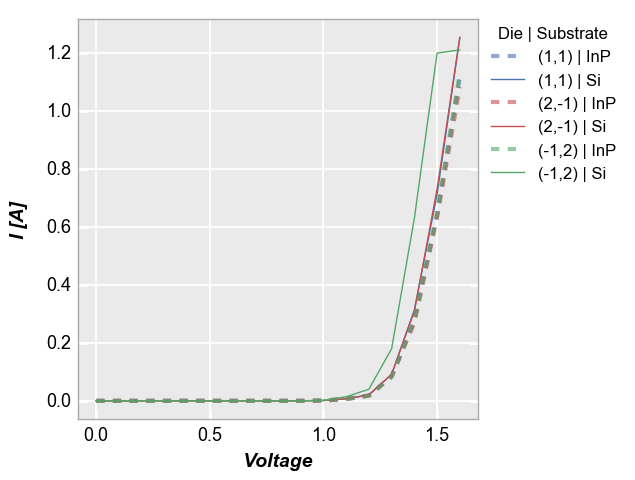 Die | Substrate
(1,1) | InP
(1,1) | Si
(2,-1) | InP
(2,-1) | Si
(-1,2) | InP
(-1,2) | Si
1.2
1.0
0.8
0.6
0.4
0.2
0.0
I [A]
0.0 0.5 1.0 1.5
Voltage